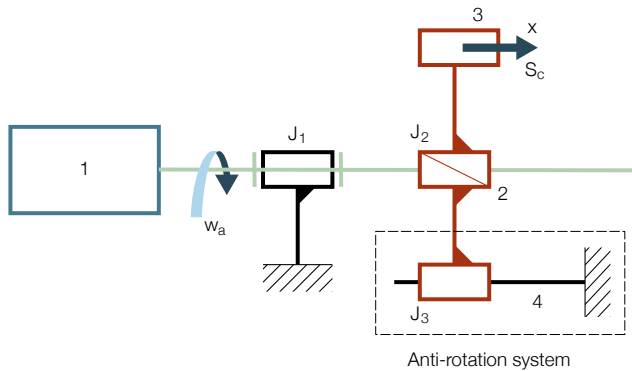 3
x
S_c
J_1
J_2
1
2
w_a
4
J_3
Anti-rotation system